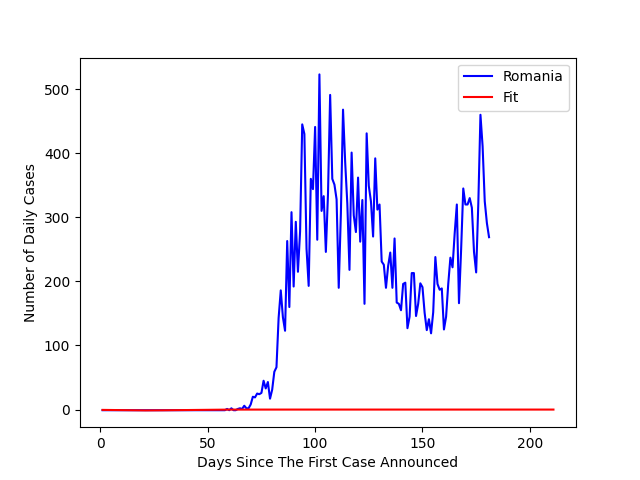 Romania
Fit
500
400
300
200
100
0
Number of Daily Cases
0 50 100 150 200
Days Since The First Case Announced